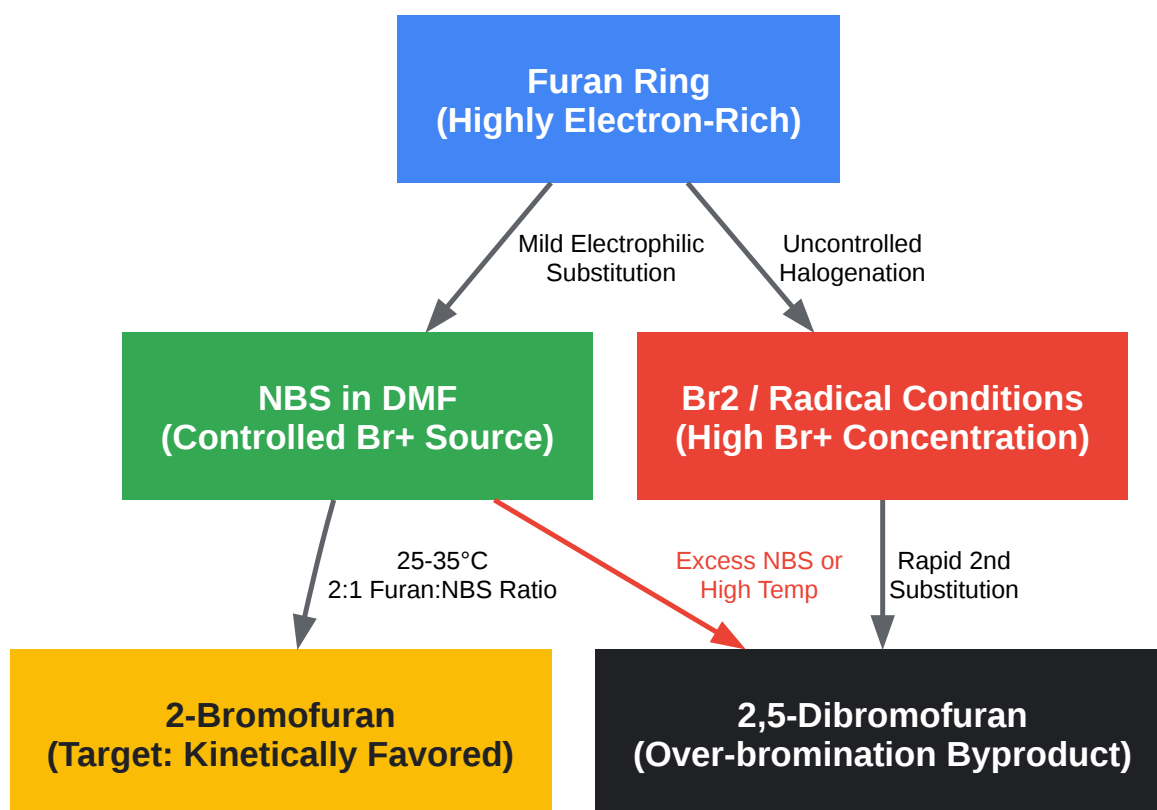 Furan Ring
(Highly Electron-Rich)
Mild Electrophilic
Substitution
Uncontrolled
Halogenation
NBS in DMF
(Controlled Br+ Source)
Br2 / Radical Conditions
(High Br+ Concentration)
25-35°C
2:1 Furan:NBS Ratio
Excess NBS or
High Temp
Rapid 2nd
Substitution
2-Bromofuran
(Target: Kinetically Favored)
2,5-Dibromofuran
(Over-bromination Byproduct)